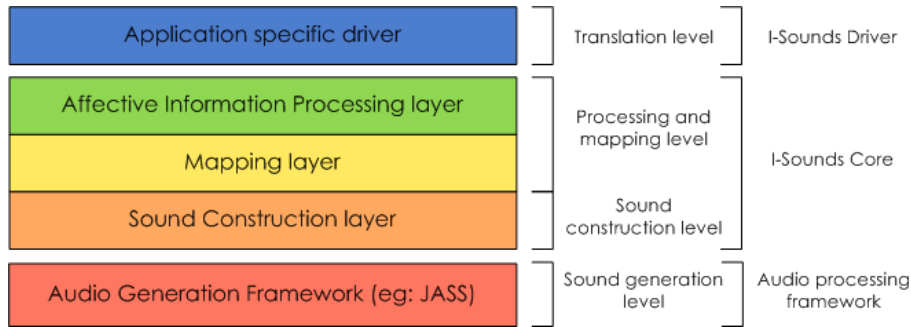 Application specific driver
Translation level
I-Sounds Driver
Affective Information Processing layer
Processing and
mapping level
Mapping layer
I-Sounds Core
Sound Construction layer
Sound
construction level
Audio Generation Framework (eg: JASS)
Sound generation
level
Audio processing
framework